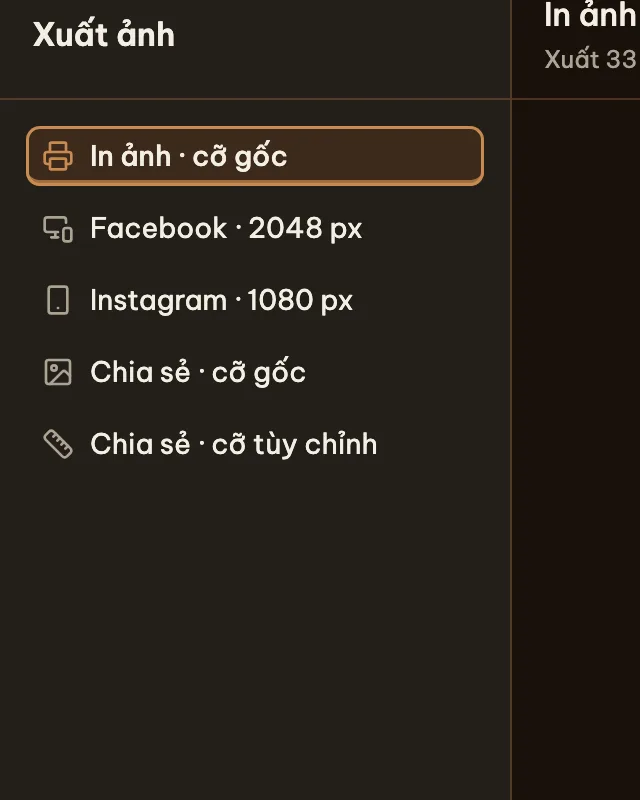 Xuất ảnh
In ảnh · cỡ gốc
Facebook · 2048 px
Instagram · 1080 px
Chia sẻ · cỡ gốc
Chia sẻ · cỡ tùy chỉnh
In ảnh
Xuất 33